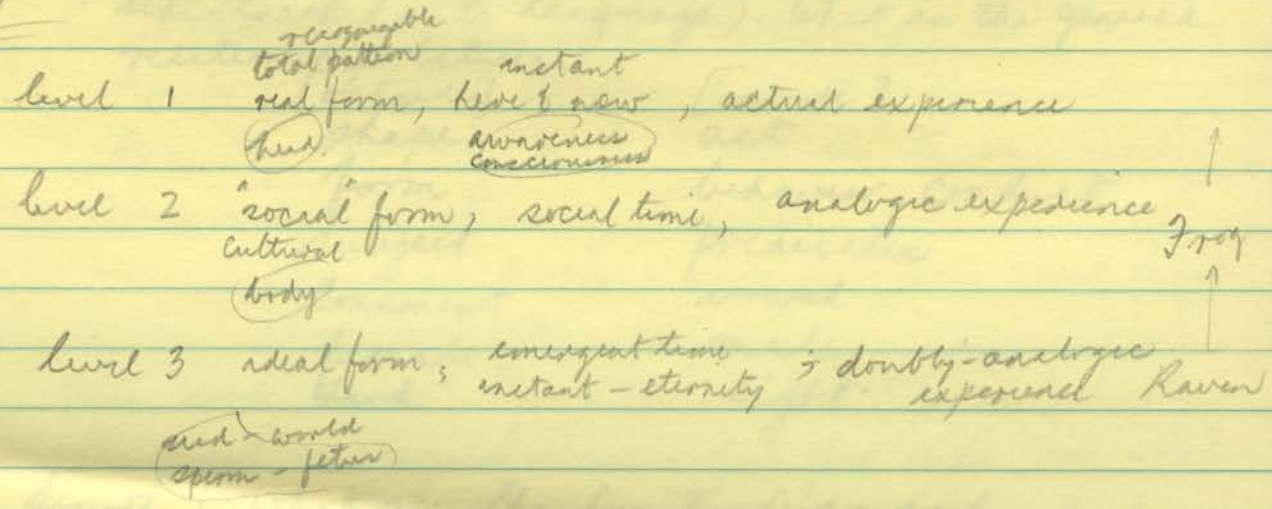 recognizable
total pattern instant
level 1 real form, here & now, actual experience
head. awareness
consciousness
level 2 "social" form, social time, analogic experience
Cultural Frog
body
level 3 ideal form; emergent time ; doubly-analogic
instant - eternity experience Raven
seed - world
sperm - fetus